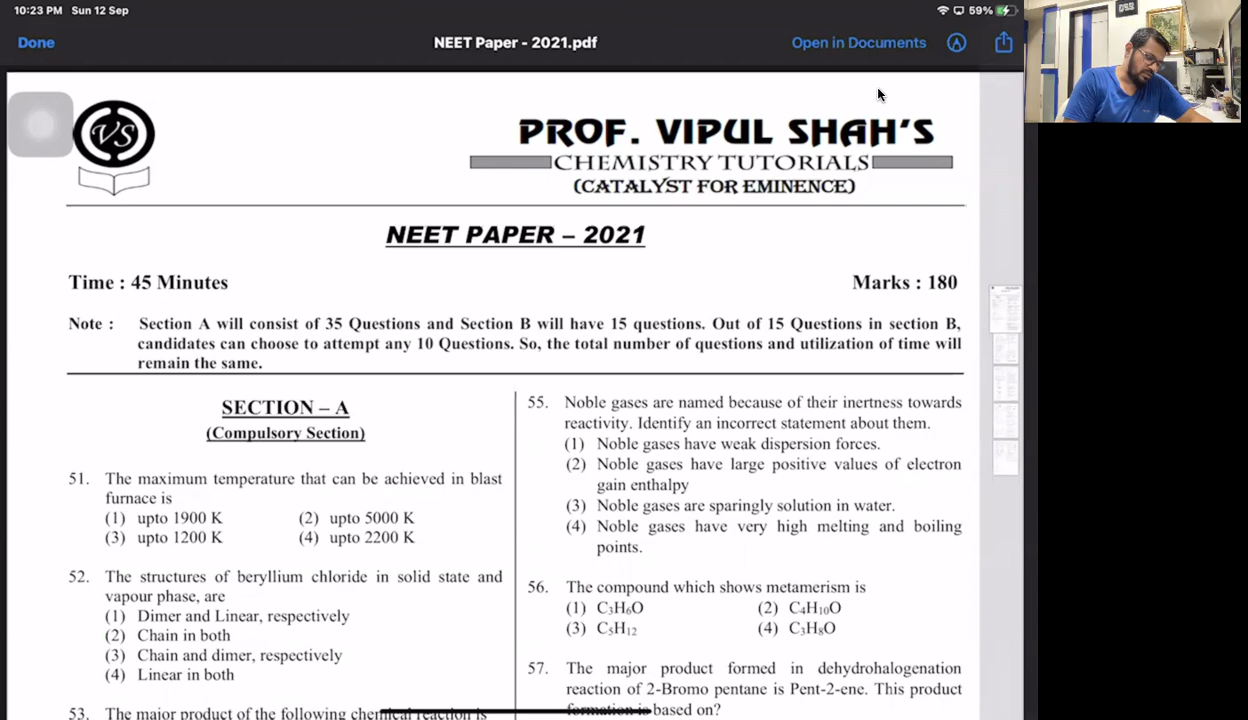 10:23 PM Sun 12 Sep
59%
Done
NEET Paper - 2021.pdf
Open in Documents
VS
PROF. VIPUL SHAH'S
CHEMISTRY TUTORIALS
(CATALYST FOR EMINENCE)
NEET PAPER – 2021
Time : 45 Minutes
Marks : 180
Note : Section A will consist of 35 Questions and Section B will have 15 questions. Out of 15 Questions in section B,
candidates can choose to attempt any 10 Questions. So, the total number of questions and utilization of time will
remain the same.
SECTION – A
(Compulsory Section)
51. The maximum temperature that can be achieved in blast
furnace is
(1) upto 1900 K (2) upto 5000 K
(3) upto 1200 K (4) upto 2200 K
52. The structures of beryllium chloride in solid state and
vapour phase, are
(1) Dimer and Linear, respectively
(2) Chain in both
(3) Chain and dimer, respectively
(4) Linear in both
53. The major product of the following chemical reaction is
55. Noble gases are named because of their inertness towards
reactivity. Identify an incorrect statement about them.
(1) Noble gases have weak dispersion forces.
(2) Noble gases have large positive values of electron
gain enthalpy
(3) Noble gases are sparingly solution in water.
(4) Noble gases have very high melting and boiling
points.
56. The compound which shows metamerism is
(1) C₃H₆O (2) C₄H₁₀O
(3) C₅H₁₂ (4) C₃H₈O
57. The major product formed in dehydrohalogenation
reaction of 2-Bromo pentane is Pent-2-ene. This product
formation is based on?